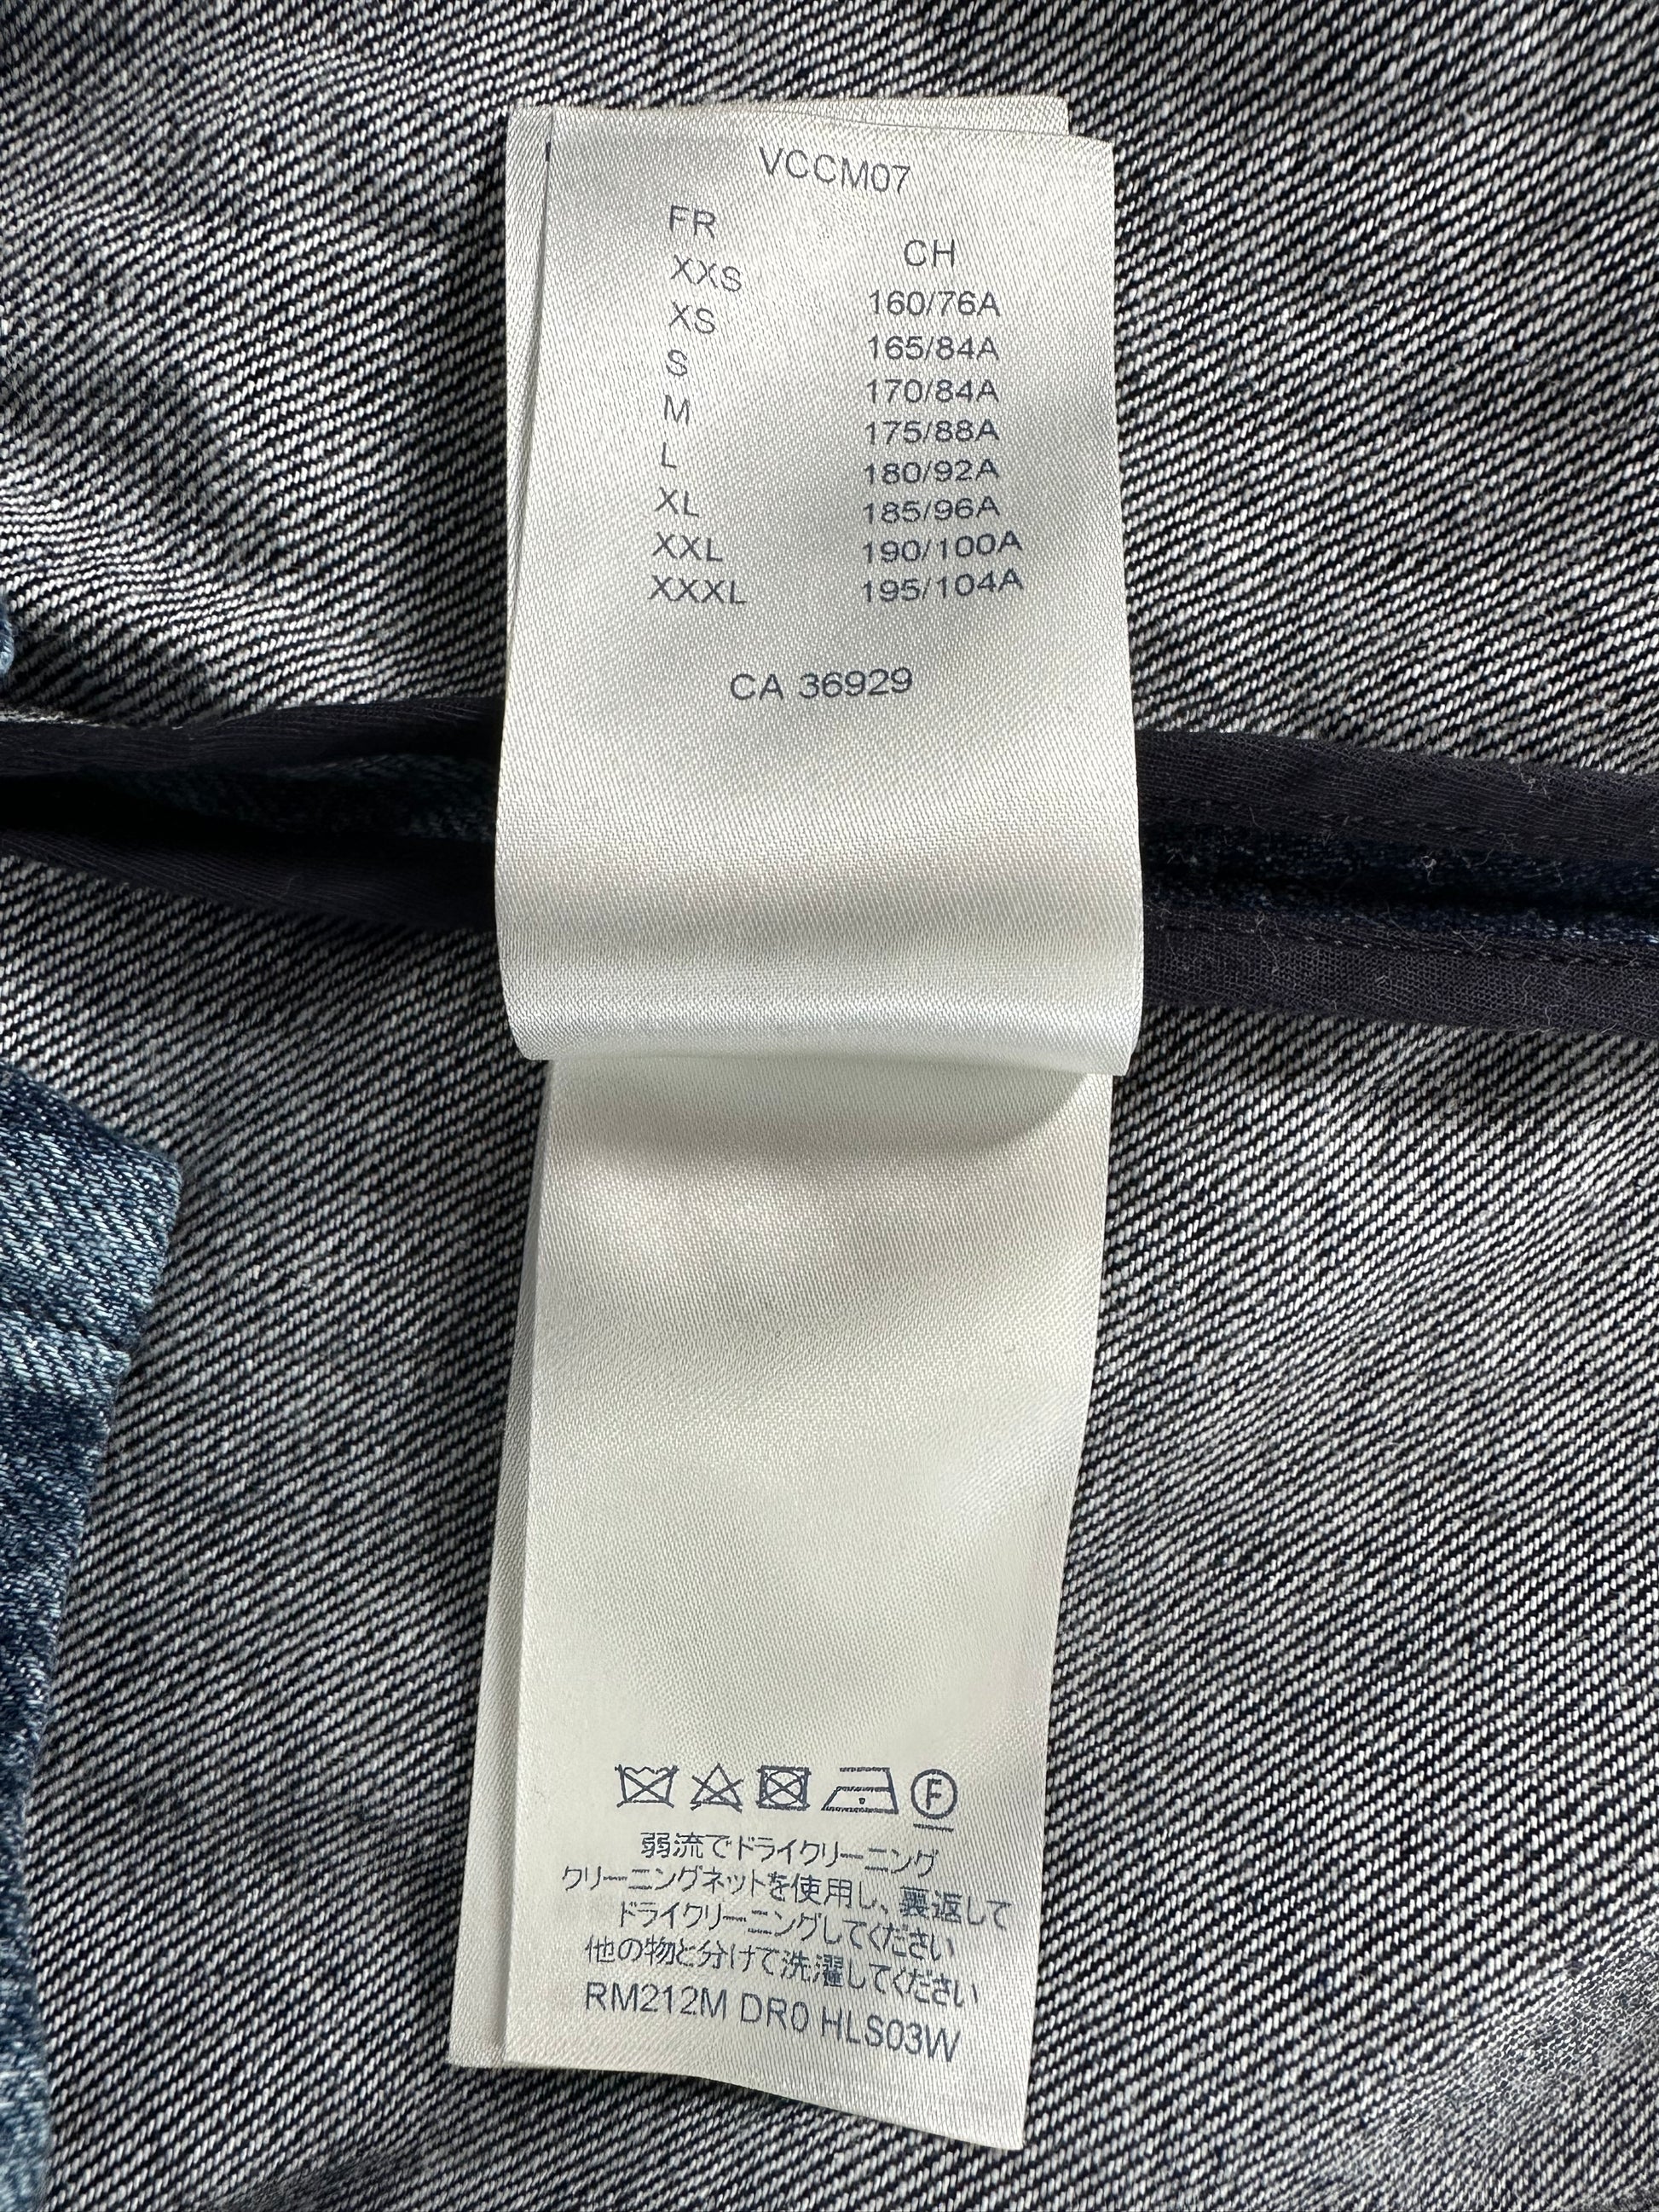 VCCM07
FR CH
XXS 160/76A
XS 165/84A
S 170/84A
M 175/88A
L 180/92A
XL 185/96A
XXL 190/100A
XXXL 195/104A
CA 36929
F
弱流でドライクリーニング
クリーニングネットを使用し、裏返して
ドライクリーニングしてください
他の物と分けて洗濯してください
RM212M DR0 HLS03W